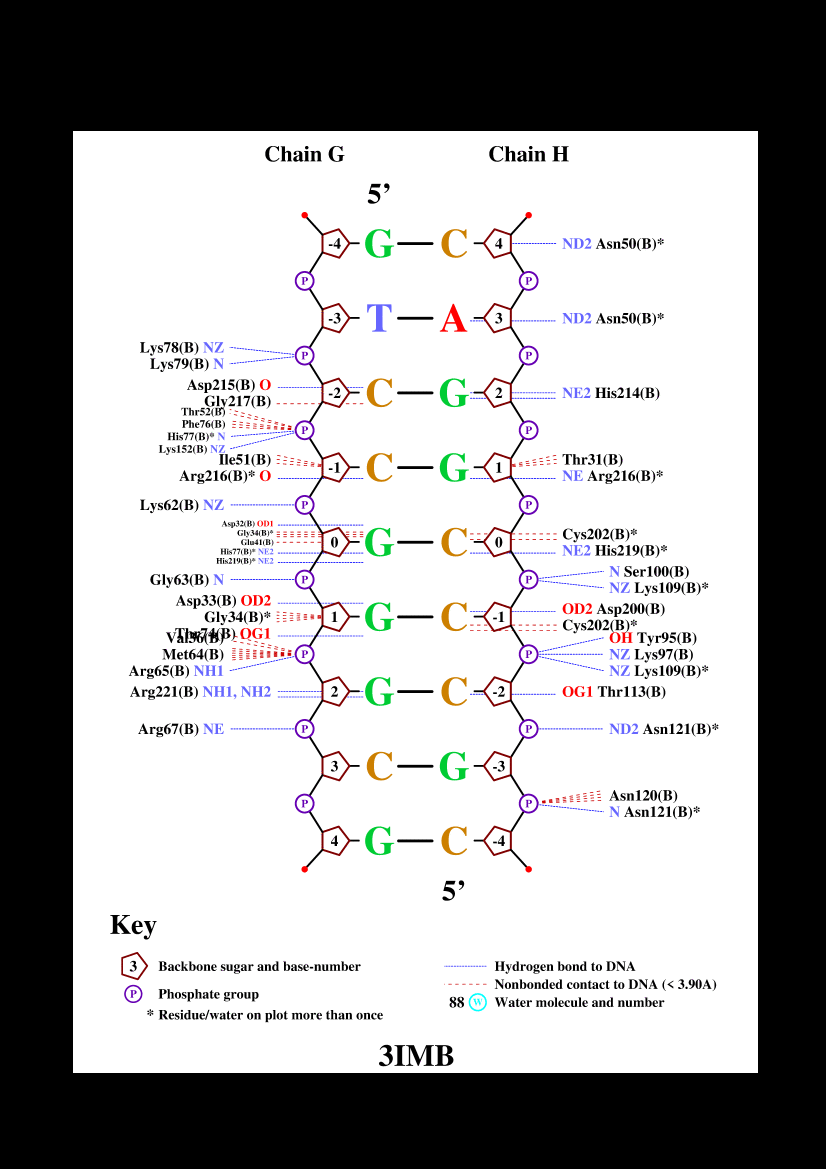 Chain G Chain H
5’
-4 G C 4 ND2 Asn50(B)*
P P
-3 T A 3 ND2 Asn50(B)*
Lys78(B) NZ
P P
Lys79(B) N
Asp215(B) O
-2 C G 2 NE2 His214(B)
Gly217(B)
Thr52(B)
Phe76(B)
P P
His77(B)* N
Lys152(B) NZ
Ile51(B) Thr31(B)
-1 C G 1
Arg216(B)* O NE Arg216(B)*
Lys62(B) NZ P P
Asp32(B) OD1
Gly34(B)* Cys202(B)*
Glu41(B) 0 G C 0
His77(B)* NE2 NE2 His219(B)*
His219(B)* NE2
N Ser100(B)
Gly63(B) N P P
NZ Lys109(B)*
Asp33(B) OD2 OD2 Asp200(B)
Gly34(B)* 1 G C -1
Cys202(B)*
Thr74(B) OG1
Val36(B) OH Tyr95(B)
Met64(B) P P NZ Lys97(B)
Arg65(B) NH1 NZ Lys109(B)*
Arg221(B) NH1, NH2 2 G C -2 OG1 Thr113(B)
Arg67(B) NE P P ND2 Asn121(B)*
3 C G -3
Asn120(B)
P P
N Asn121(B)*
4 G C -4
5’
Key
3 Backbone sugar and base-number Hydrogen bond to DNA
Nonbonded contact to DNA (< 3.90A)
P Phosphate group 88 W Water molecule and number
* Residue/water on plot more than once
3IMB